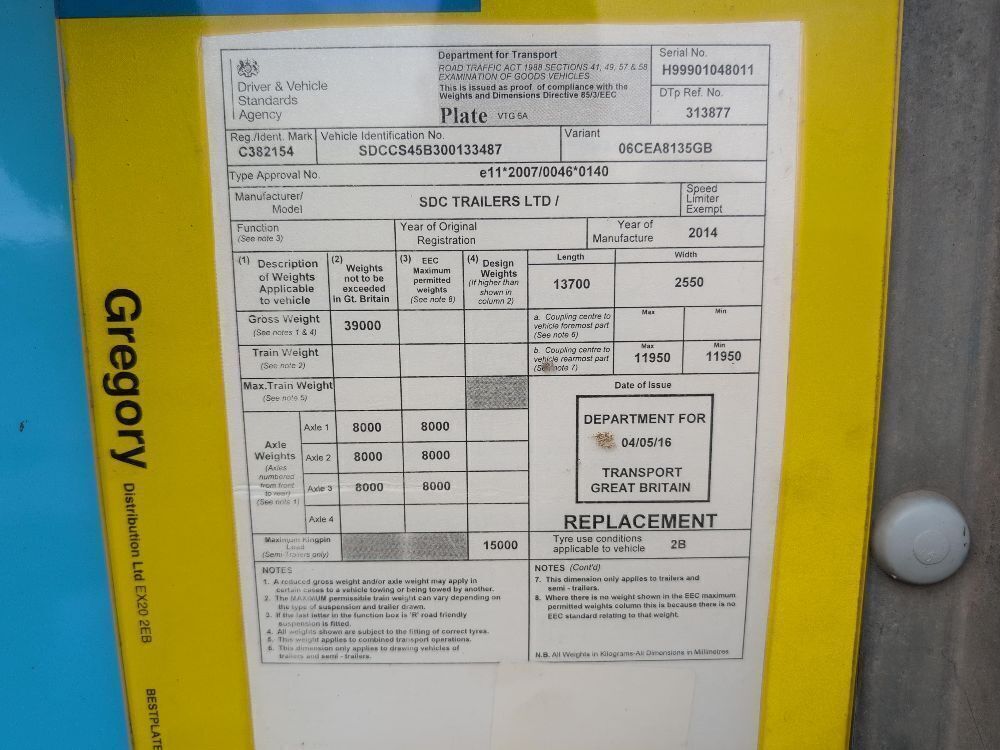 Driver & Vehicle
Standards
Agency
Department for Transport
ROAD TRAFFIC ACT 1988 SECTIONS 41, 49, 57 & 58
EXAMINATION OF GOODS VEHICLES
This is issued as proof of compliance with the
Weights and Dimensions Directive 85/3/EEC
Plate VTG 6A
Serial No.
H99901048011
DTp Ref. No.
313877
Reg./Ident. Mark
C382154
Vehicle Identification No.
SDCCS45B300133487
Variant
06CEA8135GB
Type Approval No.
e11*2007/0046*0140
Manufacturer/
Model
SDC TRAILERS LTD /
Speed
Limiter
Exempt
Function
(See note 3)
Year of Original
Registration
Year of
Manufacture
2014
(1) Description
of Weights
Applicable
to vehicle
(2) Weights
not to be
exceeded
in Gt. Britain
(3) EEC
Maximum
permitted
weights
(See note 8)
(4) Design
Weights
(if higher than
shown in
column 2)
Length
13700
Width
2550
Gross Weight
(See notes 1 & 4)
39000
a. Coupling centre to
vehicle foremost part
(See note 6)
Max
Min
Train Weight
(See note 2)
b. Coupling centre to
vehicle rearmost part
(See note 7)
Max
11950
Min
11950
Max.Train Weight
(See note 5)
Date of Issue
Axle
Weights
(Axles
numbered
from front
to rear)
(See note 1)
Axle 1 8000 8000
Axle 2 8000 8000
Axle 3 8000 8000
Axle 4
DEPARTMENT FOR
04/05/16
TRANSPORT
GREAT BRITAIN
REPLACEMENT
Maximum Kingpin
Load
(Semi-Trailers only)
15000
Tyre use conditions
applicable to vehicle
2B
NOTES
1. A reduced gross weight and/or axle weight may apply in
certain cases to a vehicle towing or being towed by another.
2. The MAXIMUM permissible train weight can vary depending on
the type of suspension and trailer drawn.
3. If the last letter in the function box is 'R' road friendly
suspension is fitted.
4. All weights shown are subject to the fitting of correct tyres.
5. This weight applies to combined transport operations.
6. This dimension only applies to drawing vehicles of
trailers and semi - trailers.
NOTES (Cont'd)
7. This dimension only applies to trailers and
semi - trailers.
8. Where there is no weight shown in the EEC maximum
permitted weights column this is because there is no
EEC standard relating to that weight.
N.B. All Weights in Kilograms-All Dimensions in Millimetres
Gregory
Distribution Ltd EX20 2EB
BESTPLATE